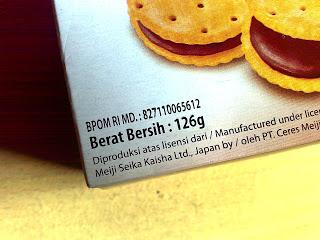 BPOM RI MD.: 827110065612
Berat Bersih : 126g
Diproduksi atas lisensi dari / Manufactured under lice
Meiji Seika Kaisha Ltd., Japan by / oleh PT. Ceres Meiji